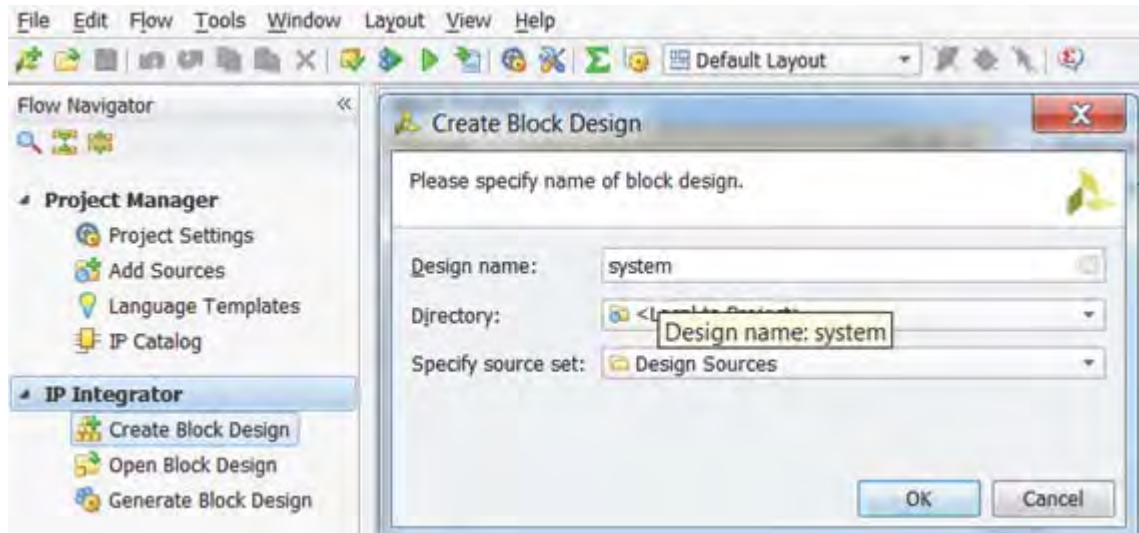 File Edit Flow Tools Window Layout View Help
Default Layout
Flow Navigator
Project Manager
Project Settings
Add Sources
Language Templates
IP Catalog
IP Integrator
Create Block Design
Open Block Design
Generate Block Design
Create Block Design
Please specify name of block design.
Design name: system
Directory:
Design name: system
Specify source set: Design Sources
OK Cancel